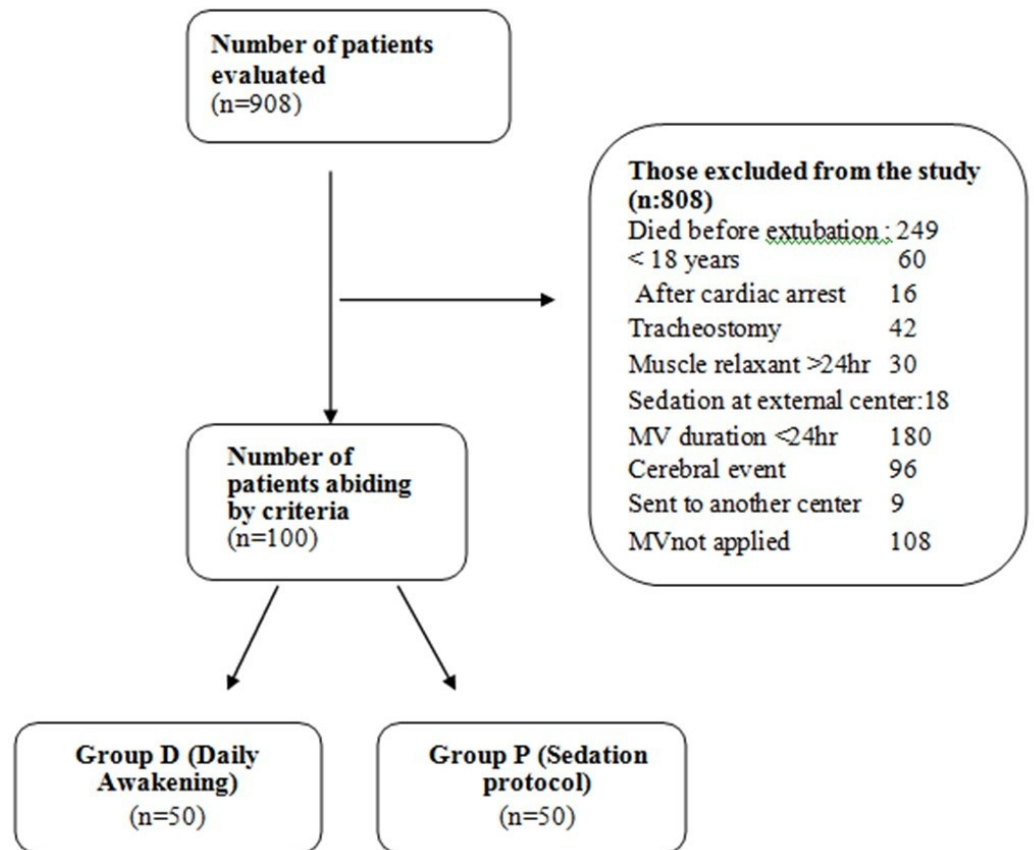 Number of patients
evaluated
(n=908)
Those excluded from the study
(n:808)
Died before extubation : 249
< 18 years 60
After cardiac arrest 16
Tracheostomy 42
Muscle relaxant >24hr 30
Sedation at external center:18
MV duration <24hr 180
Cerebral event 96
Sent to another center 9
MVnot applied 108
Number of
patients abiding
by criteria
(n=100)
Group D (Daily
Awakening)
(n=50)
Group P (Sedation
protocol)
(n=50)